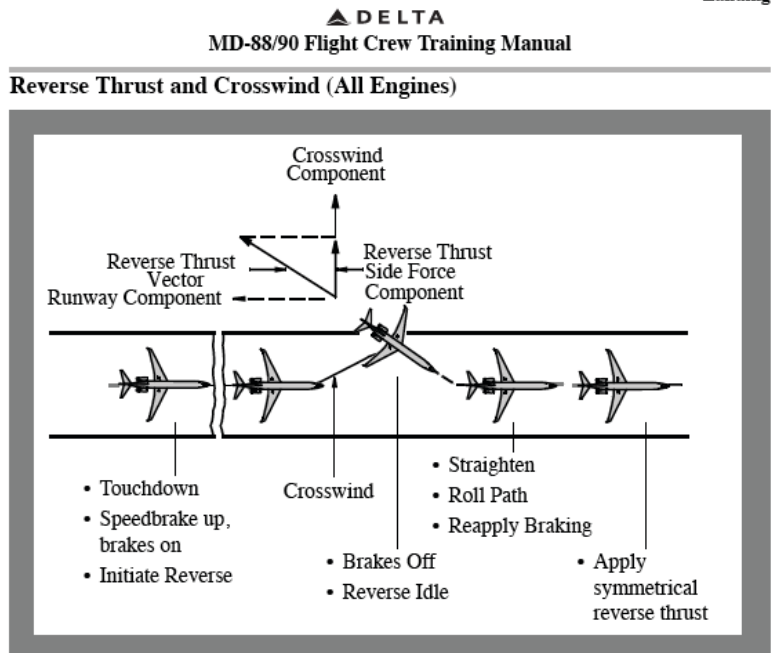 DELTA
MD-88/90 Flight Crew Training Manual
Reverse Thrust and Crosswind (All Engines)
Crosswind
Component
Reverse Thrust
Vector
Runway Component
Reverse Thrust
Side Force
Component
• Touchdown
• Speedbrake up,
brakes on
• Initiate Reverse
Crosswind
• Brakes Off
• Reverse Idle
• Straighten
• Roll Path
• Reapply Braking
• Apply
symmetrical
reverse thrust